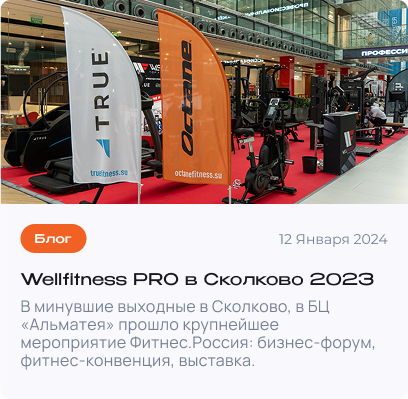 ПРОФЕССИ
TRUE
Octane
truefitness.su
octanefitness.su
Блог
12 Января 2024
Wellfitness PRO в Сколково 2023
В минувшие выходные в Сколково, в БЦ
«Альматея» прошло крупнейшее
мероприятие Фитнес.Россия: бизнес-форум,
фитнес-конвенция, выставка.